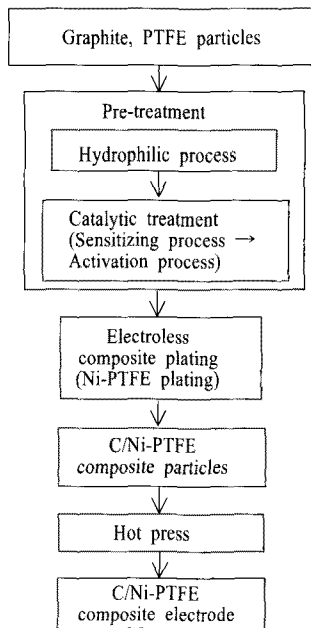 Graphite, PTFE particles
Pre-treatment
Hydrophilic process
Catalytic treatment
(Sensitizing process →
Activation process)
Electroless
composite plating
(Ni-PTFE plating)
C/Ni-PTFE
composite particles
Hot press
C/Ni-PTFE
composite electrode